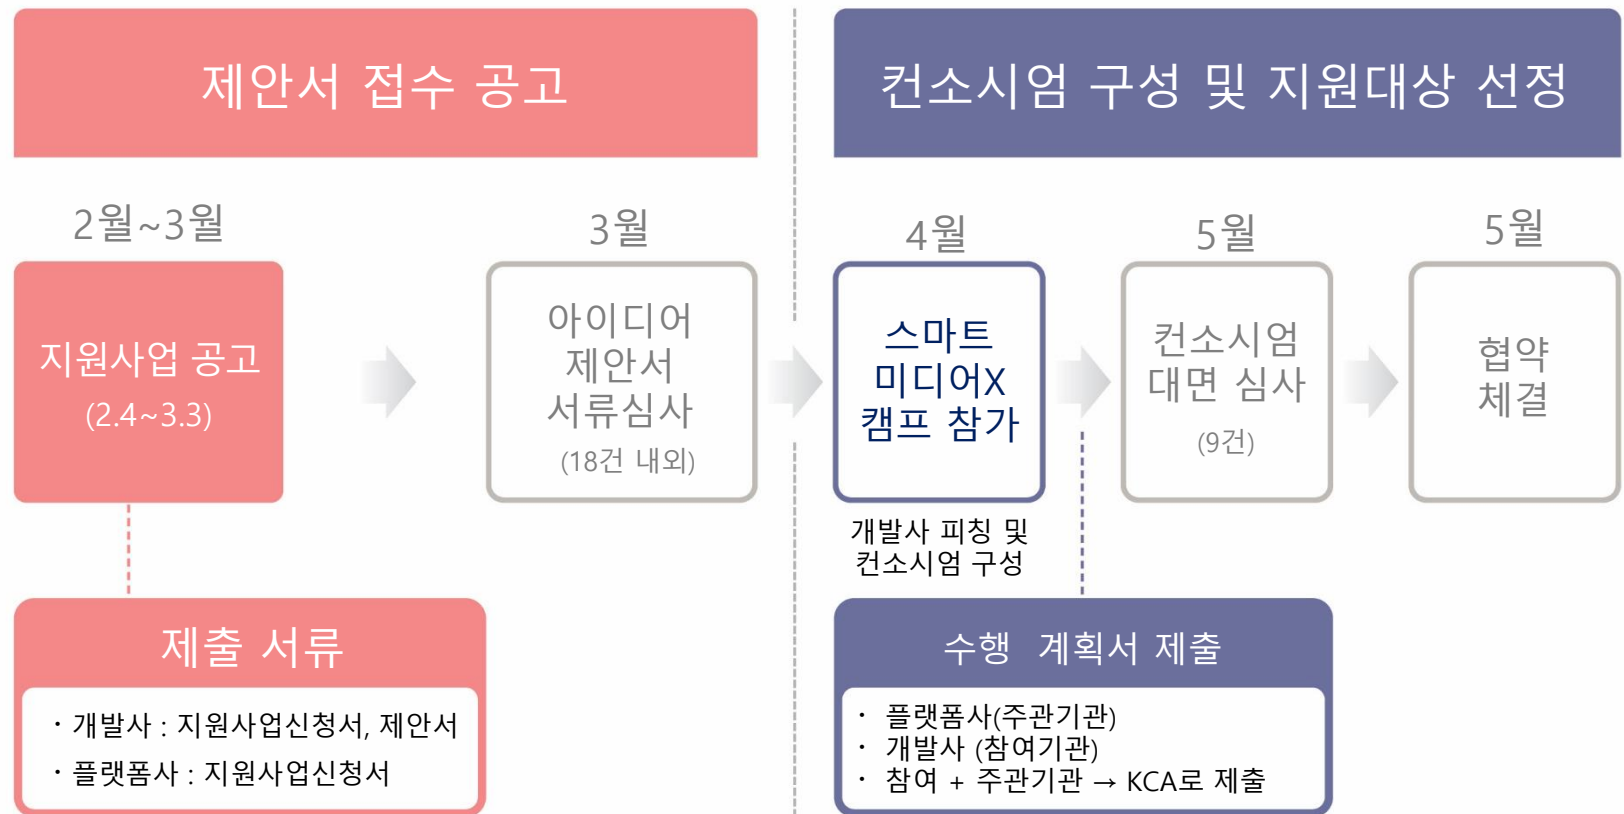 제안서 접수 공고
컨소시엄 구성 및 지원대상 선정
2월~3월
지원사업 공고
(2.4~3.3)
3월
아이디어
제안서
서류심사
(18건 내외)
4월
스마트
미디어X
캠프 참가
개발사 피칭 및
컨소시엄 구성
5월
컨소시엄
대면 심사
(9건)
5월
협약
체결
제출 서류
· 개발사 : 지원사업신청서, 제안서
· 플랫폼사 : 지원사업신청서
수행 계획서 제출
· 플랫폼사(주관기관)
· 개발사 (참여기관)
· 참여 + 주관기관 → KCA로 제출